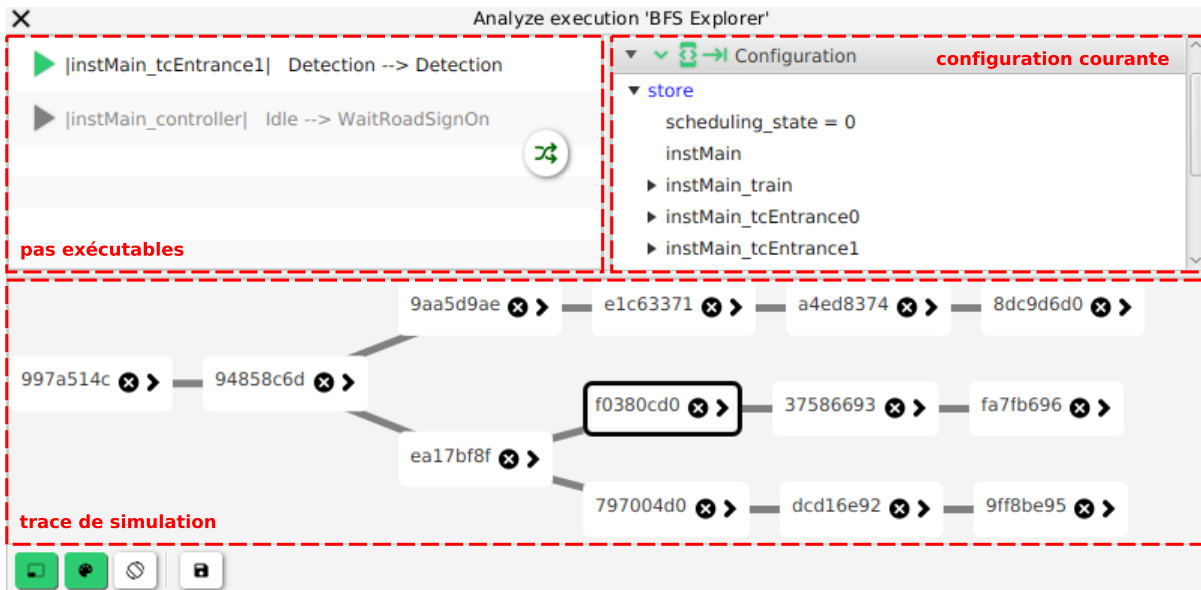 Analyze execution 'BFS Explorer'
|instMain_tcEntrance1| Detection --> Detection
|instMain_controller| Idle --> WaitRoadSignOn
pas exécutables
Configuration
configuration courante
store
scheduling_state = 0
instMain
instMain_train
instMain_tcEntrance0
instMain_tcEntrance1
9aa5d9ae
e1c63371
a4ed8374
8dc9d6d0
997a514c
94858c6d
f0380cd0
37586693
fa7fb696
ea17bf8f
797004d0
dcd16e92
9ff8be95
trace de simulation